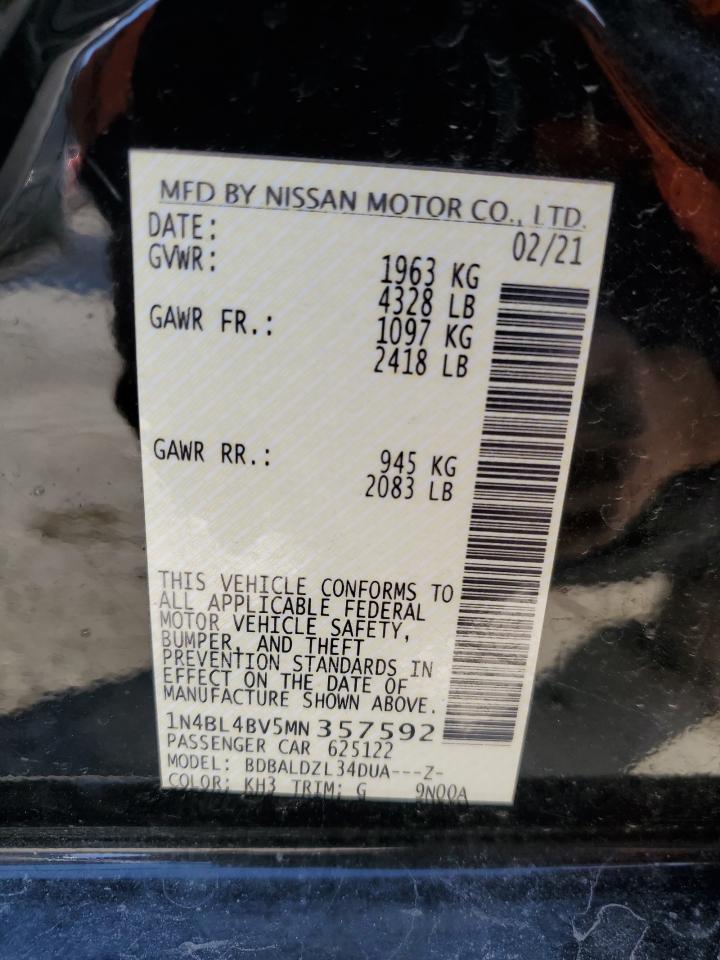 MFD BY NISSAN MOTOR CO., LTD.
DATE: 02/21
GVWR: 1963 KG
4328 LB
GAWR FR.: 1097 KG
2418 LB
GAWR RR.: 945 KG
2083 LB
THIS VEHICLE CONFORMS TO
ALL APPLICABLE FEDERAL
MOTOR VEHICLE SAFETY,
BUMPER, AND THEFT
PREVENTION STANDARDS IN
EFFECT ON THE DATE OF
MANUFACTURE SHOWN ABOVE.
1N4BL4BV5MN357592
PASSENGER CAR 625122
MODEL: BDBALDZL34DUA---Z-
COLOR: KH3 TRIM: G 9N00A